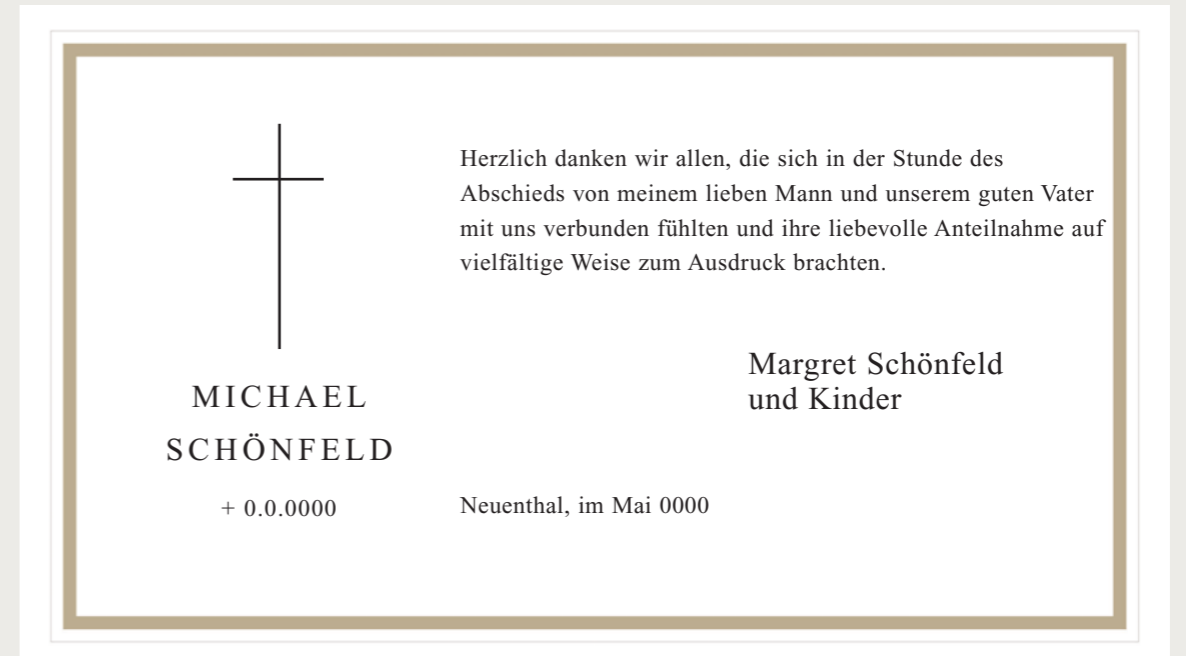 MICHAEL
SCHÖNFELD
+ 0.0.0000
Herzlich danken wir allen, die sich in der Stunde des
Abschieds von meinem lieben Mann und unserem guten Vater
mit uns verbunden fühlten und ihre liebevolle Anteilnahme auf
vielfältige Weise zum Ausdruck brachten.
Margret Schönfeld
und Kinder
Neuenthal, im Mai 0000